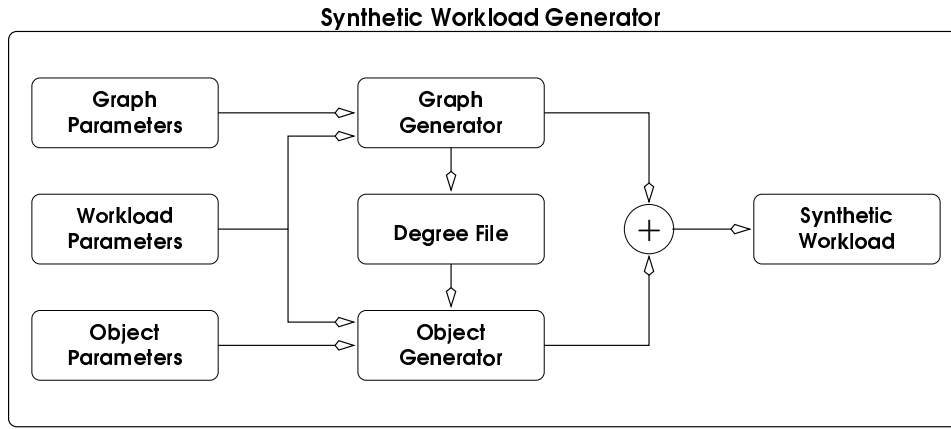 Synthetic Workload Generator
Graph
Parameters
Graph
Generator
Workload
Parameters
Degree File
+
Synthetic
Workload
Object
Parameters
Object
Generator